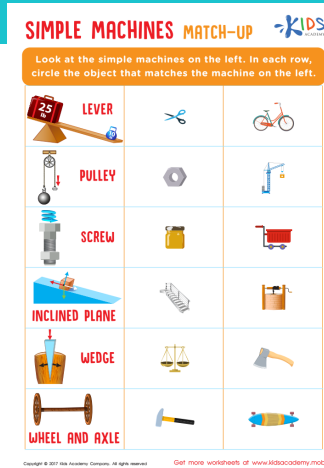 SIMPLE MACHINES MATCH-UP
KIDS
ACADEMY
Look at the simple machines on the left. In each row,
circle the object that matches the machine on the left.
25
LEVER
PULLEY
SCREW
INCLINED PLANE
WEDGE
WHEEL AND AXLE
Copyright © 2017 Kids Academy Company. All rights reserved
Get more worksheets at www.kidsacademy.mobi